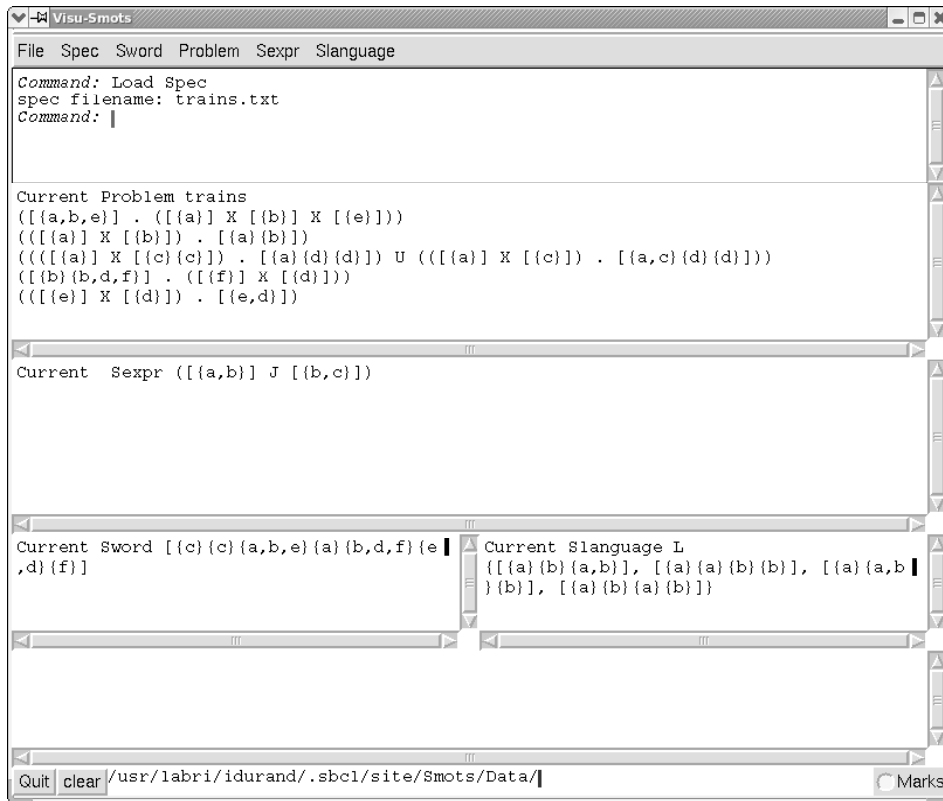 Visu-Smots
File Spec Sword Problem Sexpr Slanguage
Command: Load Spec
spec filename: trains.txt
Command:
Current Problem trains
([{a,b,e}] . ([{a}] X [{b}] X [{e}]))
(([{a}] X [{b}]) . [{a}{b}])
((([{a}] X [{c}{c}]) . [{a}{d}{d}]) U (([{a}] X [{c}]) . [{a,c}{d}{d}]))
([{b}{b,d,f}] . ([{f}] X [{d}]))
(([{e}] X [{d}]) . [{e,d}])
Current  Sexpr ([{a,b}] J [{b,c}])
Current Sword [{c}{c}{a,b,e}{a}{b,d,f}{e
,d}{f}]
Current Slanguage L
{[{a}{b}{a,b}], [{a}{a}{b}{b}], [{a}{a,b
}{b}], [{a}{b}{a}{b}]}
Quit clear /usr/labri/idurand/.sbcl/site/Smots/Data/ Marks